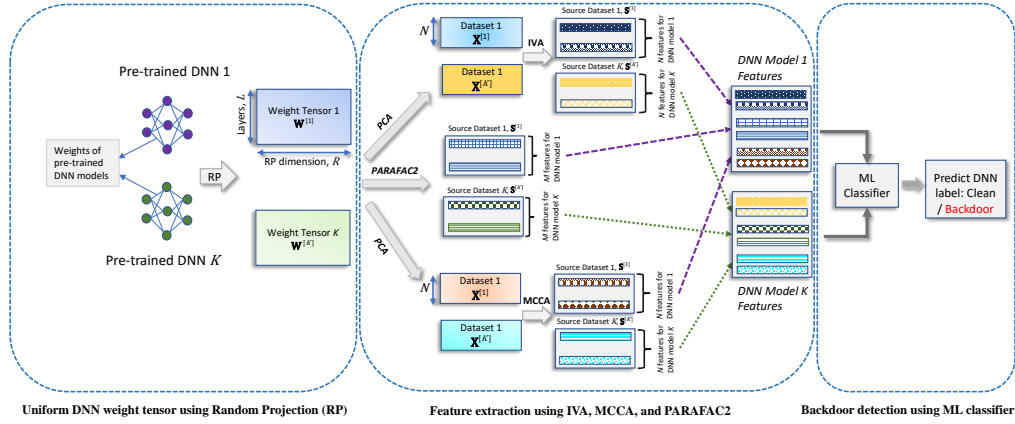 Pre-trained DNN 1
Weights of
pre-trained
DNN models
Pre-trained DNN K
RP
Layers, L
Weight Tensor 1
W[1]
RP dimension, R
Weight Tensor K
W[K]
Uniform DNN weight tensor using Random Projection (RP)
PCA
PARAFAC2
PCA
N
Dataset 1
X[1]
Dataset 1
X[K]
IVA
Source Dataset 1, S[1]
N features for
DNN model 1
Source Dataset K, S[K]
N features for
DNN model K
Source Dataset 1, S[1]
M features for
DNN model 1
Source Dataset K, S[K]
M features for
DNN model K
N
Dataset 1
X[1]
Dataset 1
X[K]
MCCA
Source Dataset 1, S[1]
N features for
DNN model 1
Source Dataset K, S[K]
N features for
DNN model K
DNN Model 1
Features
DNN Model K
Features
Feature extraction using IVA, MCCA, and PARAFAC2
ML
Classifier
Predict DNN
label: Clean
/ Backdoor
Backdoor detection using ML classifier